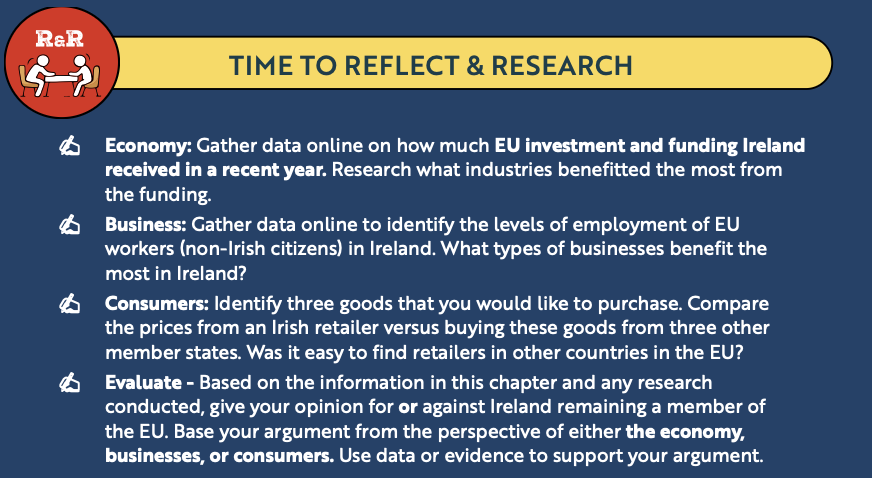 R&R
TIME TO REFLECT & RESEARCH
Economy: Gather data online on how much EU investment and funding Ireland
received in a recent year. Research what industries benefitted the most from
the funding.
Business: Gather data online to identify the levels of employment of EU
workers (non-Irish citizens) in Ireland. What types of businesses benefit the
most in Ireland?
Consumers: Identify three goods that you would like to purchase. Compare
the prices from an Irish retailer versus buying these goods from three other
member states. Was it easy to find retailers in other countries in the EU?
Evaluate - Based on the information in this chapter and any research
conducted, give your opinion for or against Ireland remaining a member of
the EU. Base your argument from the perspective of either the economy,
businesses, or consumers. Use data or evidence to support your argument.